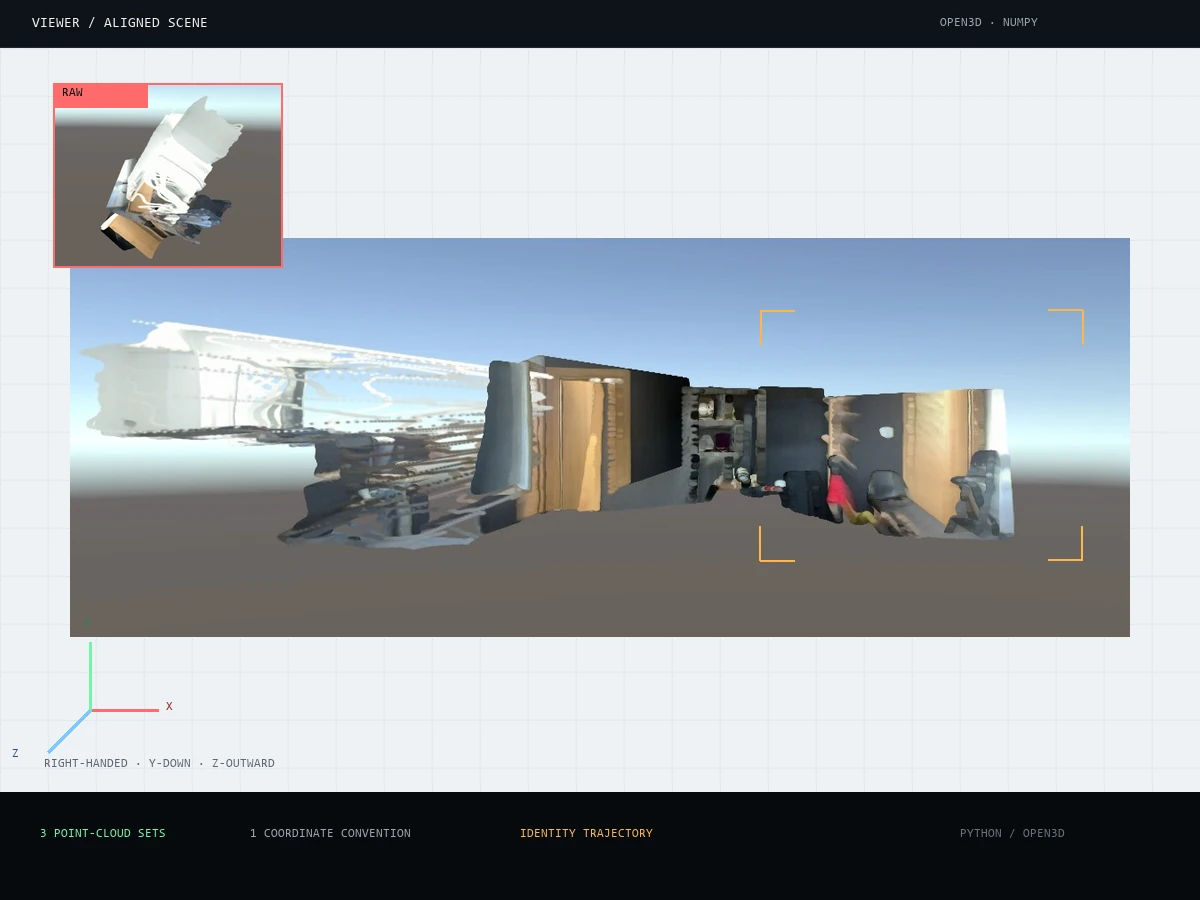 VIEWER / ALIGNED SCENE
OPEN3D · NUMPY
RAW
X
Z
RIGHT-HANDED · Y-DOWN · Z-OUTWARD
3 POINT-CLOUD SETS
1 COORDINATE CONVENTION
IDENTITY TRAJECTORY
PYTHON / OPEN3D